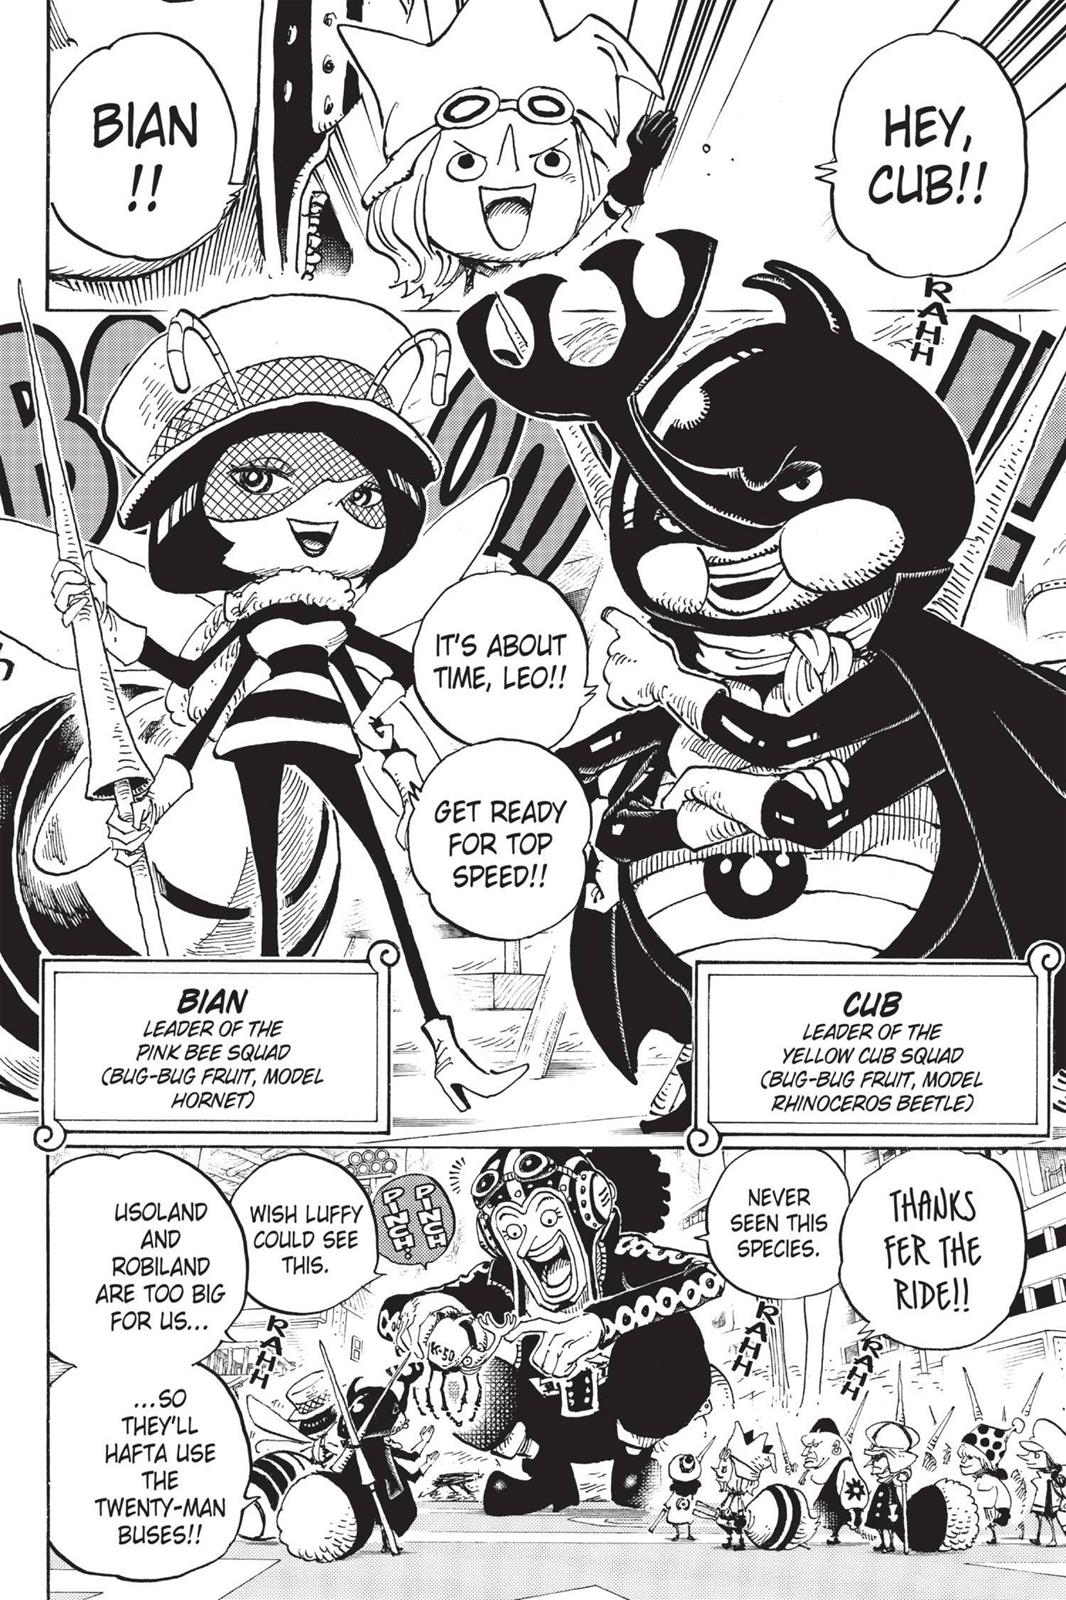 HEY,
CUB!!
BIAN
!!
RAHH
IT'S ABOUT
TIME, LEO!!
GET READY
FOR TOP
SPEED!!
CUB
LEADER OF THE
YELLOW CUB SQUAD
(BUG-BUG FRUIT, MODEL
RHINOCEROS BEETLE)
BIAN
LEADER OF THE
PINK BEE SQUAD
(BUG-BUG FRUIT, MODEL
HORNET)
THANKS
FER THE
RIDE!!
NEVER
SEEN THIS
SPECIES.
RAHH
RAHH
PINCH
PINCH!
WISH LUFFY
COULD SEE
THIS.
KR-50
USOLAND
AND
ROBILAND
ARE TOO BIG
FOR US...
RAHH
...SO
THEY'LL
HAFTA USE
THE
TWENTY-MAN
BUSES!!